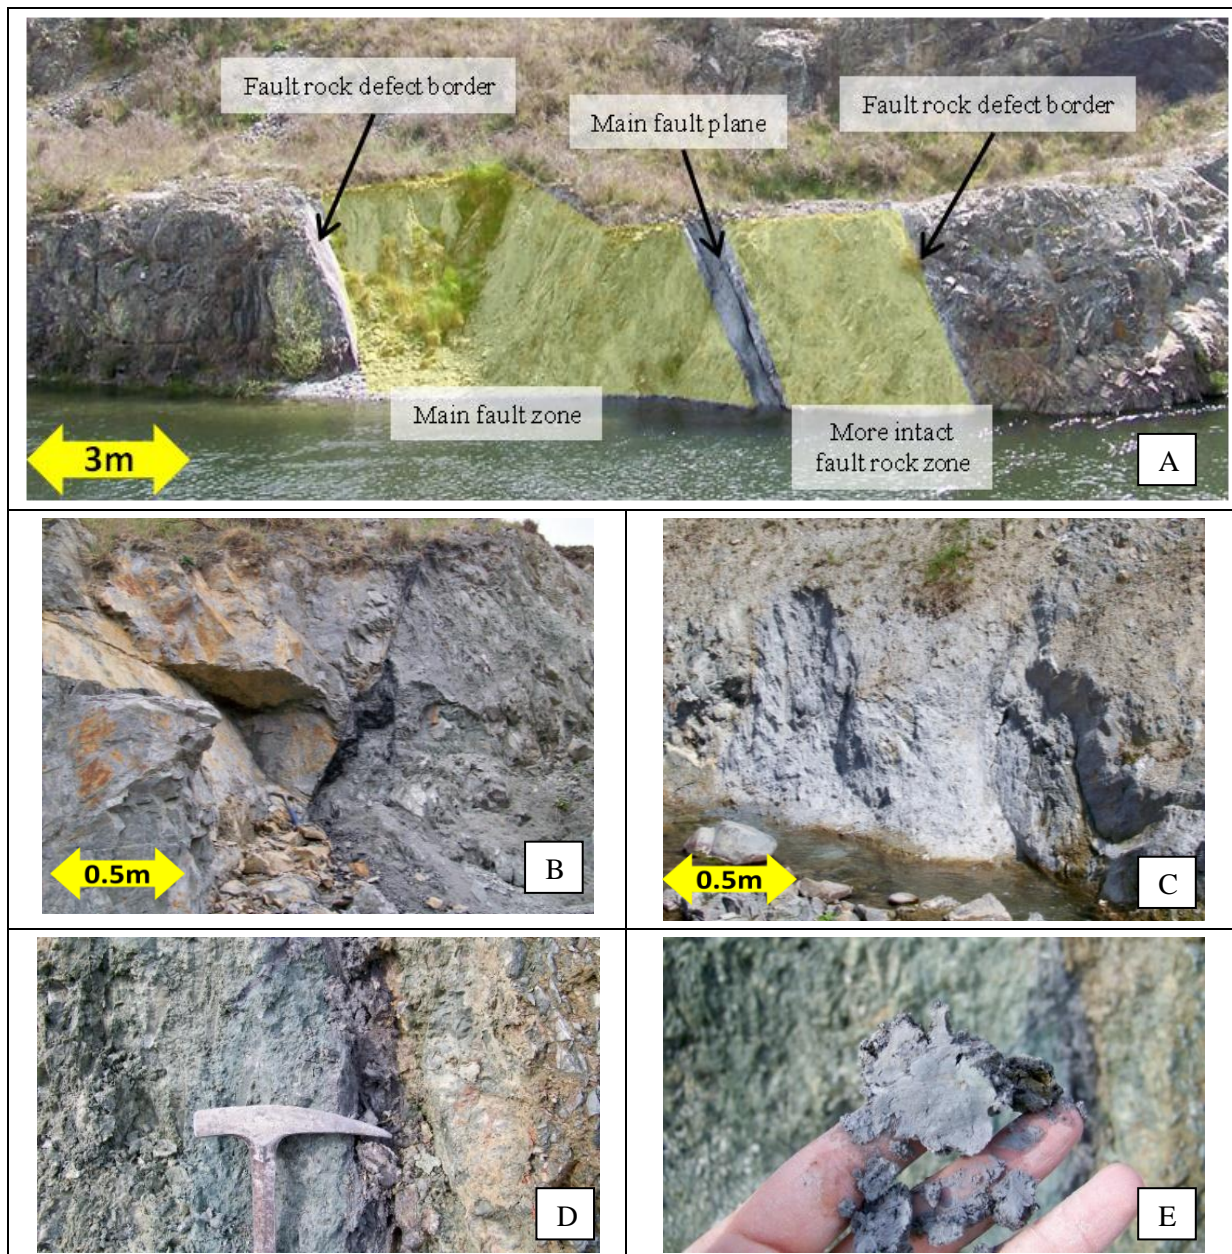 Fault rock defect border
Main fault plane
Fault rock defect border
Main fault zone
More intact
fault rock zone
3m
A
0.5m
B
0.5m
C
D
E